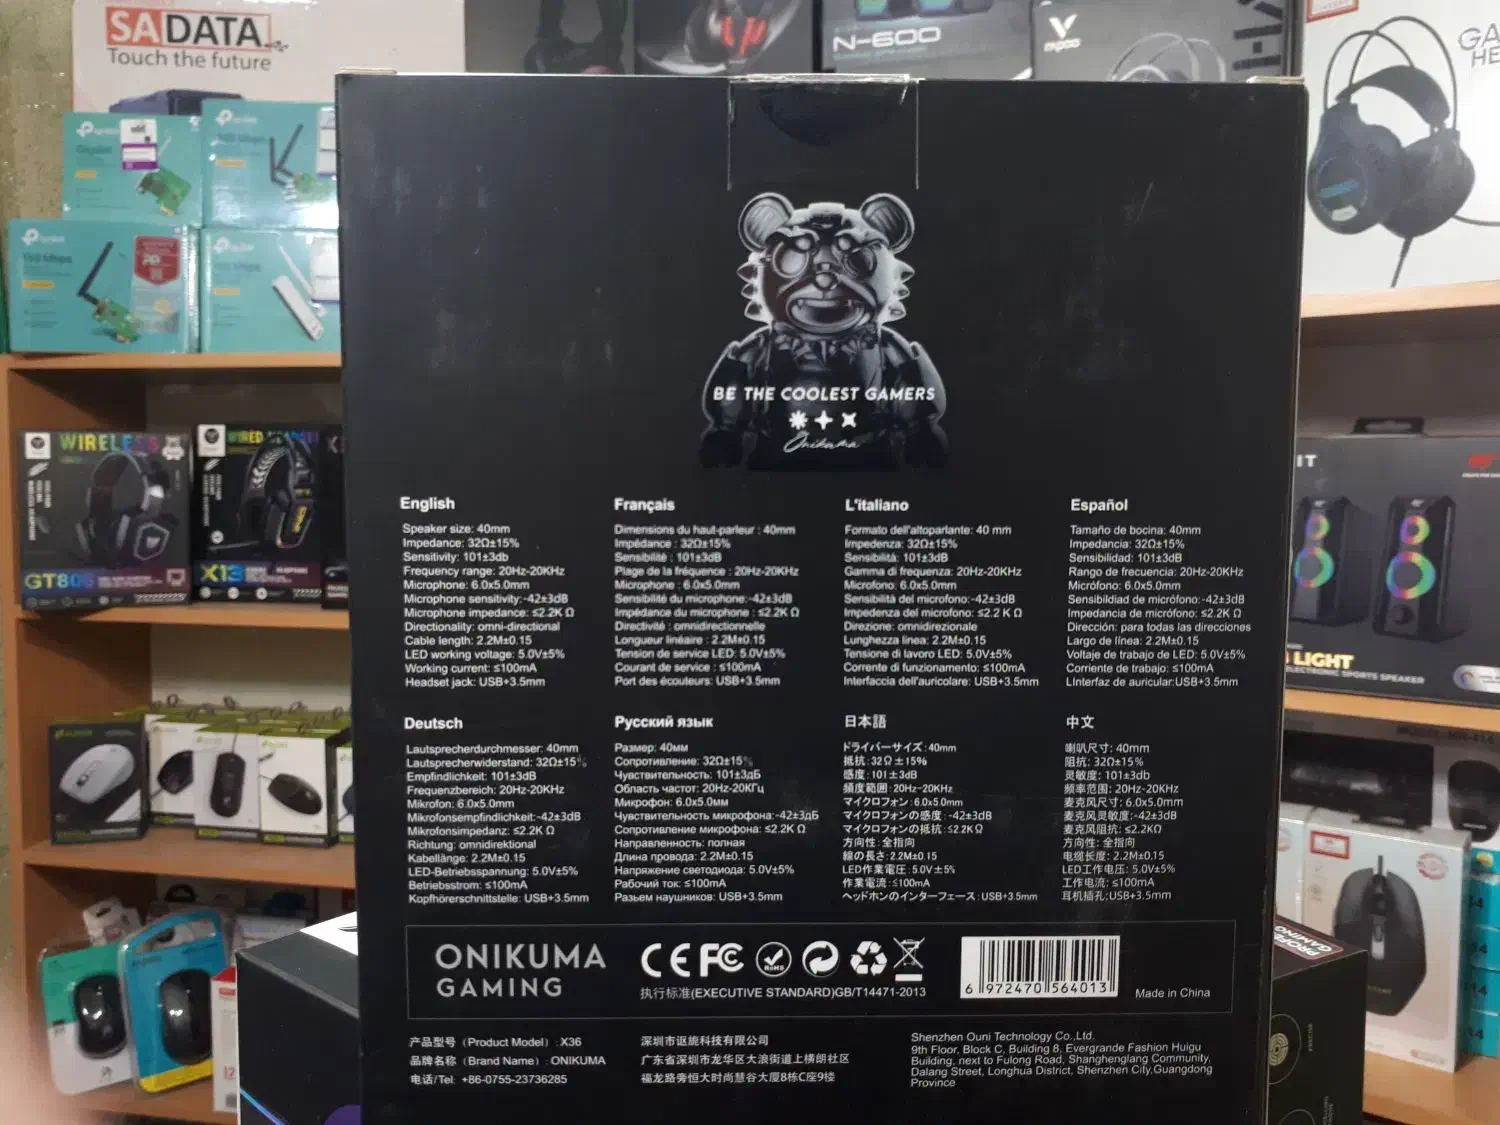 SADATA
Touch the future
N-600
BE THE COOLEST GAMERS
Onikuma
English
Speaker size: 40mm
Impedance: 32Ω±15%
Sensitivity: 101±3db
Frequency range: 20Hz-20KHz
Microphone: 6.0x5.0mm
Microphone sensitivity:-42±3dB
Microphone impedance: ≤2.2K Ω
Directionality: omni-directional
Cable length: 2.2M±0.15
LED working voltage: 5.0V±5%
Working current: ≤100mA
Headset jack: USB+3.5mm
Français
Dimensions du haut-parleur : 40mm
Impédance : 32Ω±15%
Sensibilité : 101±3dB
Plage de la fréquence : 20Hz-20KHz
Microphone : 6.0x5.0mm
Sensibilité du microphone:-42±3dB
Impédance du microphone : ≤2.2K Ω
Directivité : omnidirectionnelle
Longueur linéaire : 2.2M±0.15
Tension de service LED: 5.0V±5%
Courant de service : ≤100mA
Port des écouteurs: USB+3.5mm
L'italiano
Formato dell'altoparlante: 40 mm
Impedenza: 32Ω±15%
Sensibilità: 101±3dB
Gamma di frequenza: 20Hz-20KHz
Microfono: 6.0x5.0mm
Sensibilità del microfono:-42±3dB
Impedenza del microfono: ≤2.2 K Ω
Direzione: omnidirezionale
Lunghezza linea: 2.2M±0.15
Tensione di lavoro LED: 5.0V±5%
Corrente di funzionamento: ≤100mA
Interfaccia dell'auricolare: USB+3.5mm
Español
Tamaño de bocina: 40mm
Impedancia: 32Ω±15%
Sensibilidad: 101±3dB
Rango de frecuencia: 20Hz-20KHz
Micrófono: 6.0x5.0mm
Sensibildiad de micrófono:-42±3dB
Impedancia de micrófono: ≤2.2K Ω
Dirección: para todas las direcciones
Largo de línea: 2.2M±0.15
Voltaje de trabajo de LED: 5.0V±5%
Corriente de trabajo: ≤100mA
LInterfaz de auricular:USB+3.5mm
Deutsch
Lautsprecherdurchmesser: 40mm
Lautsprecherwiderstand: 32Ω±15%
Empfindlichkeit: 101±3dB
Frequenzbereich: 20Hz-20KHz
Mikrofon: 6.0x5.0mm
Mikrofonsempfindlichkeit:-42±3dB
Mikrofonsimpedanz: ≤2.2K Ω
Richtung: omnidirektional
Kabellänge: 2.2M±0.15
LED-Betriebsspannung: 5.0V±5%
Betriebsstrom: ≤100mA
Kopfhörerschnittstelle: USB+3.5mm
Русский язык
Размер: 40мм
Сопротивление: 32Ω±15%
Чувствительность: 101±3дБ
Область частот: 20Hz-20КГц
Микрофон: 6.0x5.0мм
Чувствительность микрофона:-42±3дБ
Сопротивление микрофона: ≤2.2K Ω
Направленность: полная
Длина провода: 2.2M±0.15
Напряжение светодиода: 5.0V±5%
Рабочий ток: ≤100mA
Разъем наушников: USB+3.5mm
日本語
ドライバーサイズ: 40mm
抵抗: 32Ω±15%
感度: 101±3dB
頻度範囲: 20Hz-20KHz
マイクロフォン: 6.0x5.0mm
マイクロフォンの感度: -42±3dB
マイクロフォンの抵抗: ≤2.2KΩ
方向性: 全指向
線の長さ: 2.2M±0.15
LED作業電圧: 5.0V±5%
作業電流: ≤100mA
ヘッドホンのインターフェース: USB+3.5mm
中文
喇叭尺寸: 40mm
阻抗: 32Ω±15%
灵敏度: 101±3db
频率范围: 20Hz-20KHz
麦克风尺寸: 6.0x5.0mm
麦克风灵敏度: -42±3dB
麦克风阻抗: ≤2.2KΩ
方向性: 全指向
电缆长度: 2.2M±0.15
LED工作电压: 5.0V±5%
工作电流: ≤100mA
耳机插孔:USB+3.5mm
ONIKUMA
GAMING
CE FC RoHS
执行标准(EXECUTIVE STANDARD)GB/T14471-2013
6 972470 564013
Made in China
产品型号 (Product Model) : X36
品牌名称 (Brand Name) : ONIKUMA
电话/Tel: +86-0755-23736285
深圳市讴旎科技有限公司
广东省深圳市龙华区大浪街道上横朗社区
福龙路旁恒大时尚慧谷大厦8栋C座9楼
Shenzhen Ouni Technology Co.,Ltd.
9th Floor, Block C, Building 8, Evergrande Fashion Huigu
Building, next to Fulong Road, Shanghenglang Community,
Dalang Street, Longhua District, Shenzhen City,Guangdong
Province
WIRELESS
GT80
X13
LIGHT
GAMING